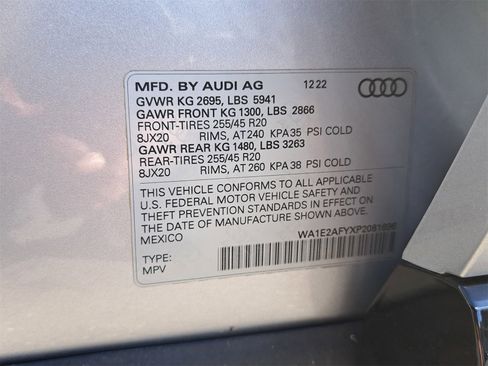 MFD. BY AUDI AG 12 22
GVWR KG 2695, LBS 5941
GAWR FRONT KG 1300, LBS 2866
FRONT-TIRES 255/45 R20
8JX20 RIMS, AT 240 KPA 35 PSI COLD
GAWR REAR KG 1480, LBS 3263
REAR-TIRES 255/45 R20
8JX20 RIMS, AT 260 KPA 38 PSI COLD
THIS VEHICLE CONFORMS TO ALL APPLICABLE
U.S. FEDERAL MOTOR VEHICLE SAFETY AND
THEFT PREVENTION STANDARDS IN EFFECT ON
THE DATE OF MANUFACTURE SHOWN ABOVE.
MEXICO
WA1E2AFYXP2081696
TYPE:
MPV